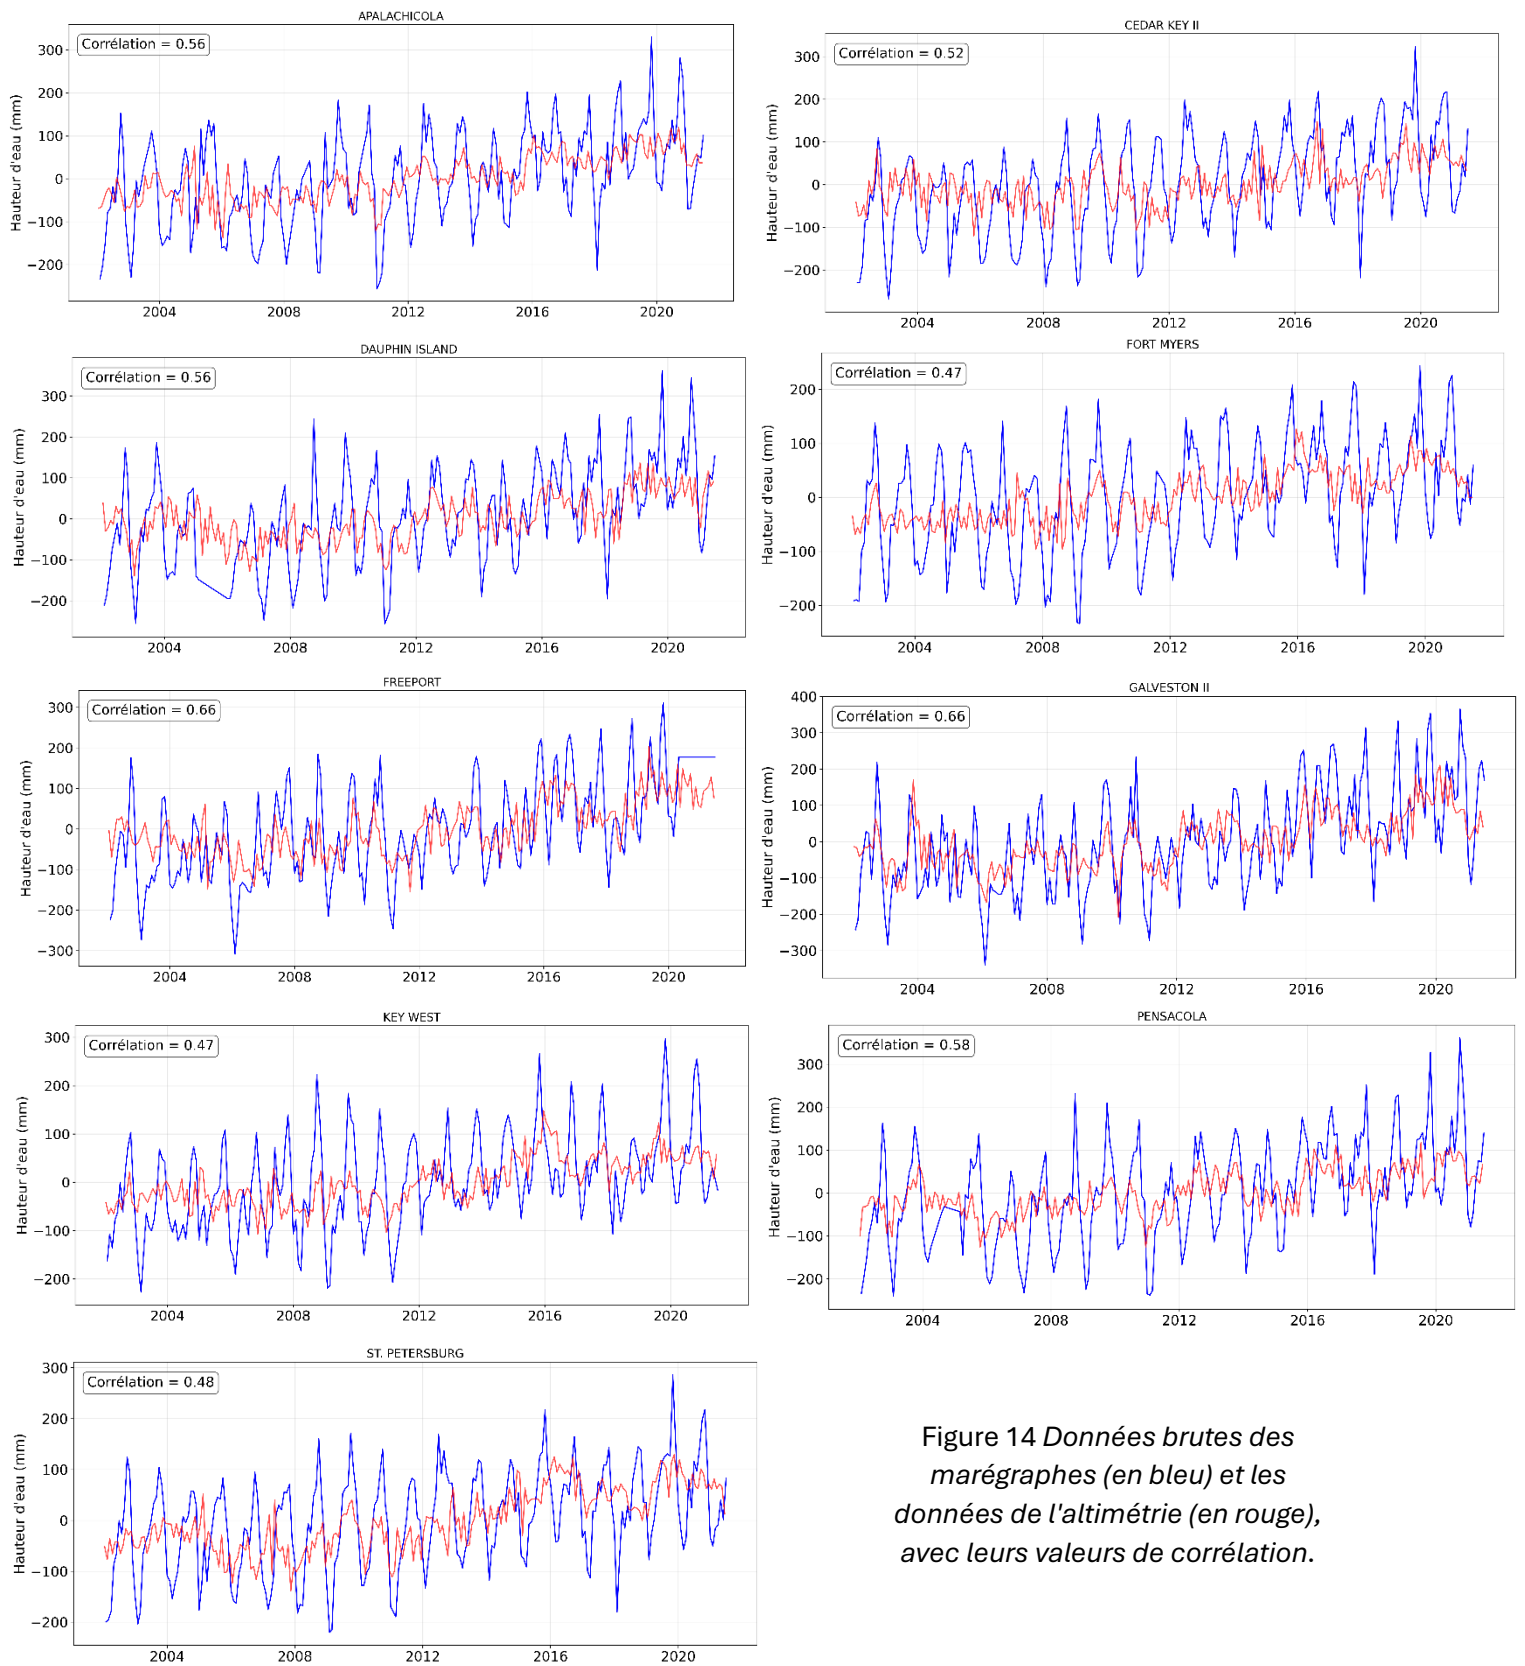 APALACHICOLA
Corrélation = 0.56
Hauteur d'eau (mm)
300
200
100
0
−100
−200
2004 2008 2012 2016 2020
CEDAR KEY II
Corrélation = 0.52
Hauteur d'eau (mm)
300
200
100
0
−100
−200
2004 2008 2012 2016 2020
DAUPHIN ISLAND
Corrélation = 0.56
Hauteur d'eau (mm)
300
200
100
0
−100
−200
2004 2008 2012 2016 2020
FORT MYERS
Corrélation = 0.47
Hauteur d'eau (mm)
200
100
0
−100
−200
2004 2008 2012 2016 2020
FREEPORT
Corrélation = 0.66
Hauteur d'eau (mm)
300
200
100
0
−100
−200
−300
2004 2008 2012 2016 2020
GALVESTON II
Corrélation = 0.66
Hauteur d'eau (mm)
400
300
200
100
0
−100
−200
−300
2004 2008 2012 2016 2020
KEY WEST
Corrélation = 0.47
Hauteur d'eau (mm)
300
200
100
0
−100
−200
2004 2008 2012 2016 2020
PENSACOLA
Corrélation = 0.58
Hauteur d'eau (mm)
300
200
100
0
−100
−200
2004 2008 2012 2016 2020
ST. PETERSBURG
Corrélation = 0.48
Hauteur d'eau (mm)
300
200
100
0
−100
−200
2004 2008 2012 2016 2020
Figure 14 Données brutes des
marégraphes (en bleu) et les
données de l'altimétrie (en rouge),
avec leurs valeurs de corrélation.